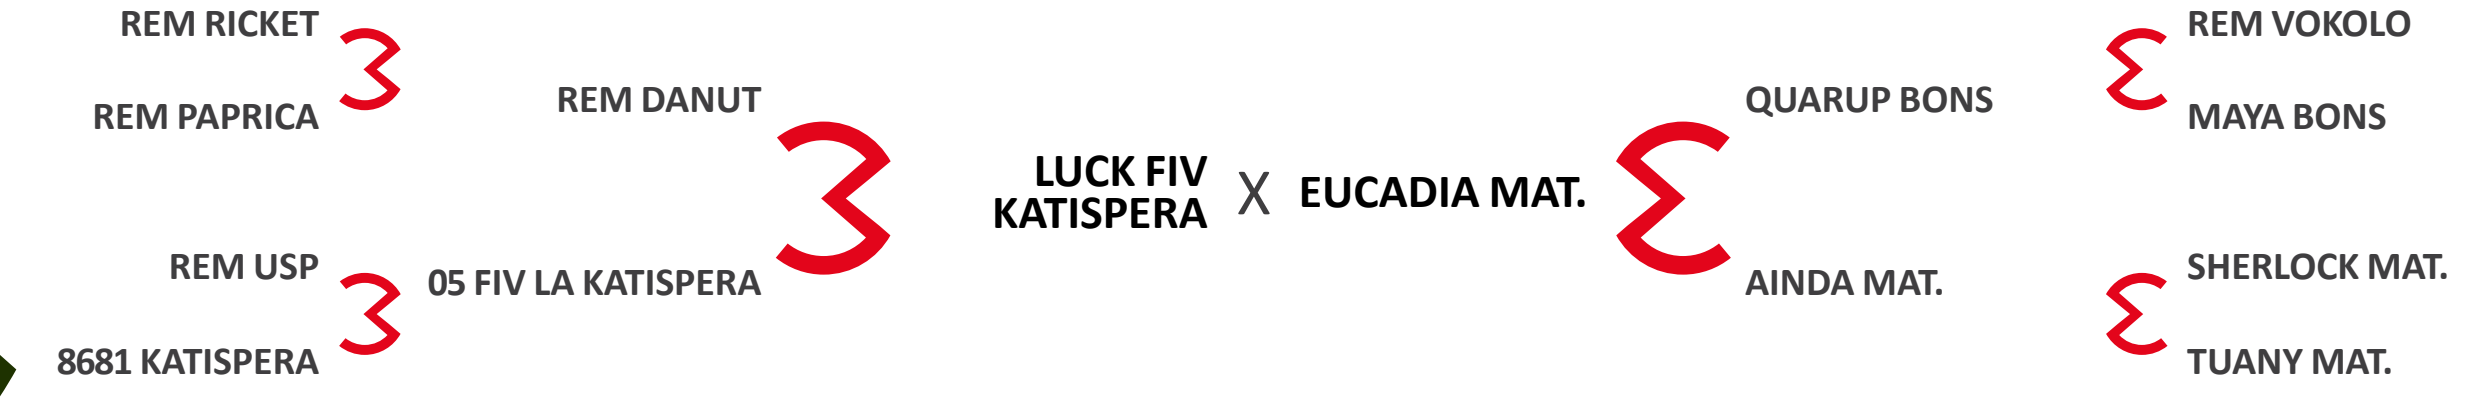 REM RICKET
REM PAPRICA
REM DANUT
REM USP
8681 KATISPERA
05 FIV LA KATISPERA
LUCK FIV
KATISPERA
X
EUCADIA MAT.
QUARUP BONS
AINDA MAT.
REM VOKOLO
MAYA BONS
SHERLOCK MAT.
TUANY MAT.